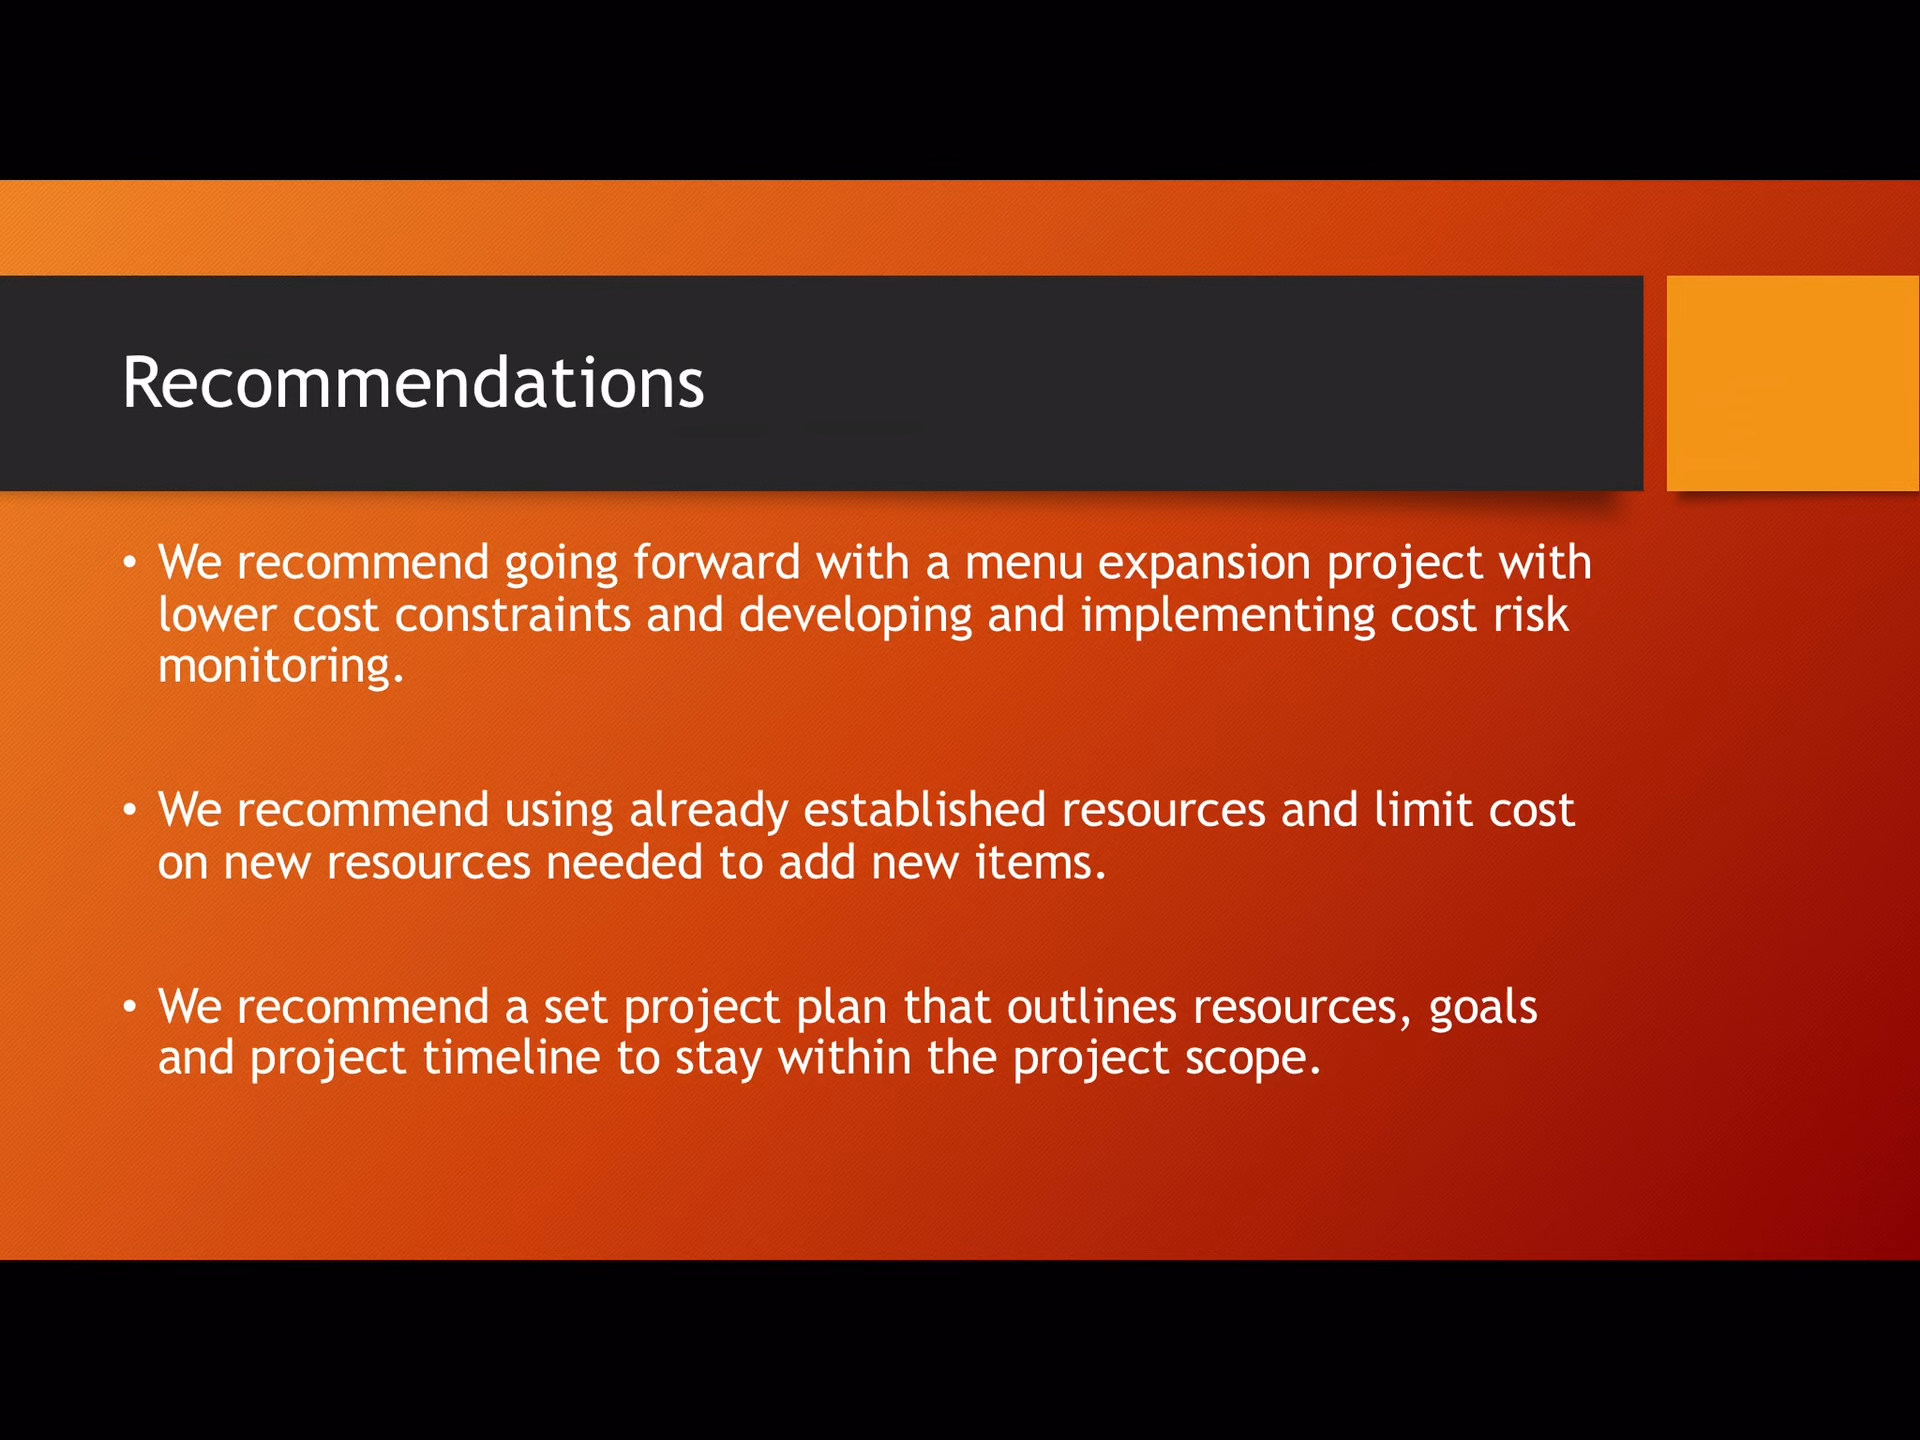 Recommendations
• We recommend going forward with a menu expansion project with
lower cost constraints and developing and implementing cost risk
monitoring.
• We recommend using already established resources and limit cost
on new resources needed to add new items.
• We recommend a set project plan that outlines resources, goals
and project timeline to stay within the project scope.